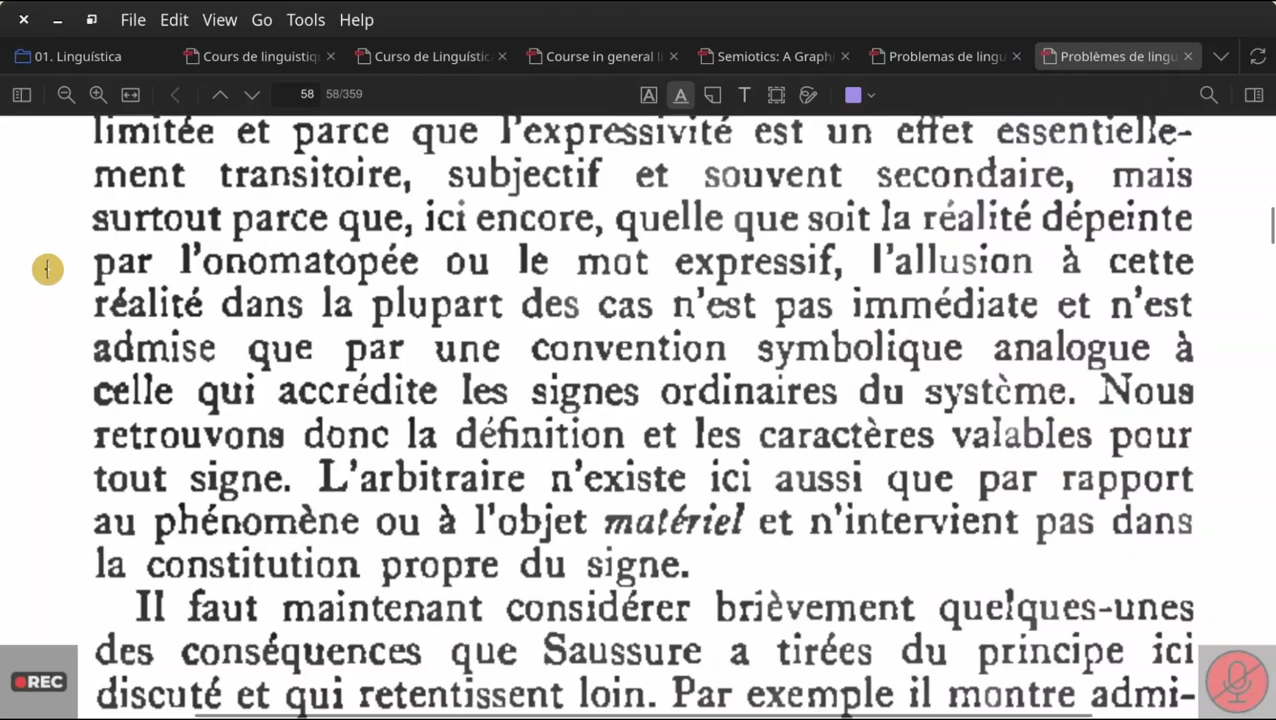 File Edit View Go Tools Help
01. Linguística Cours de linguistiq Curso de Linguístic Course in general l Semiotics: A Graph Problemas de lingu Problèmes de lingu
58 58/359
limitée et parce que l'expressivité est un effet essentielle-
ment transitoire, subjectif et souvent secondaire, mais
surtout parce que, ici encore, quelle que soit la réalité dépeinte
par l'onomatopée ou le mot expressif, l'allusion à cette
réalité dans la plupart des cas n'est pas immédiate et n'est
admise que par une convention symbolique analogue à
celle qui accrédite les signes ordinaires du système. Nous
retrouvons donc la définition et les caractères valables pour
tout signe. L'arbitraire n'existe ici aussi que par rapport
au phénomène ou à l'objet matériel et n'intervient pas dans
la constitution propre du signe.
Il faut maintenant considérer brièvement quelques-unes
des conséquences que Saussure a tirées du principe ici
REC
discuté et qui retentissent loin. Par exemple il montre admi-